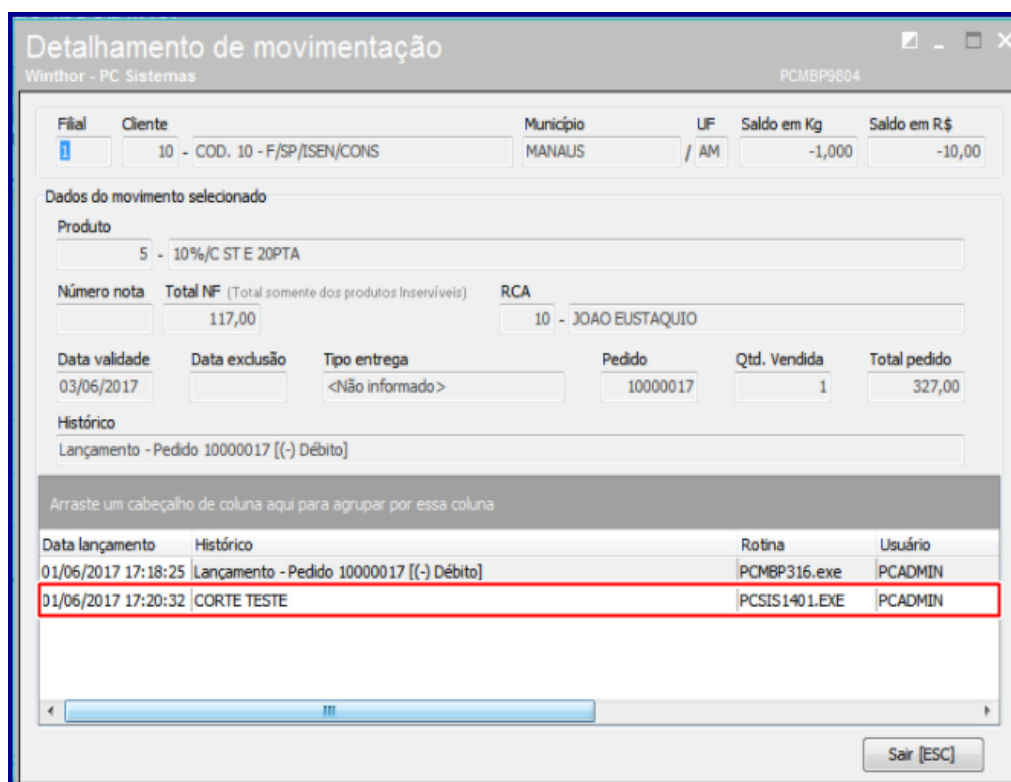 Detalhamento de movimentação
Winthor - PC Sistemas PCMBP9804
Filial Cliente Município UF Saldo em Kg Saldo em R$
1 10 - COD. 10 - F/SP/ISEN/CONS MANAUS / AM -1,000 -10,00
Dados do movimento selecionado
Produto
5 - 10%/C ST E 20PTA
Número nota Total NF (Total somente dos produtos Inservíveis) RCA
117,00 10 - JOAO EUSTAQUIO
Data validade Data exclusão Tipo entrega Pedido Qtd. Vendida Total pedido
03/06/2017 <Não informado> 10000017 1 327,00
Histórico
Lançamento - Pedido 10000017 [(-) Débito]
Arraste um cabeçalho de coluna aqui para agrupar por essa coluna
Data lançamento Histórico Rotina Usuário
01/06/2017 17:18:25 Lançamento - Pedido 10000017 [(-) Débito] PCMBP316.exe PCADMIN
01/06/2017 17:20:32 CORTE TESTE PCSIS1401.EXE PCADMIN
Sair [ESC]